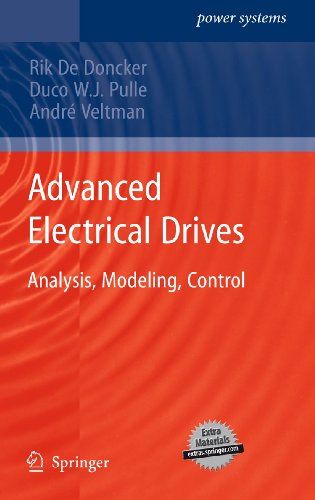 power systems
Rik De Doncker
Duco W.J. Pulle
André Veltman
Advanced
Electrical Drives
Analysis, Modeling, Control
Extra
Materials
extras.springer.com
Springer